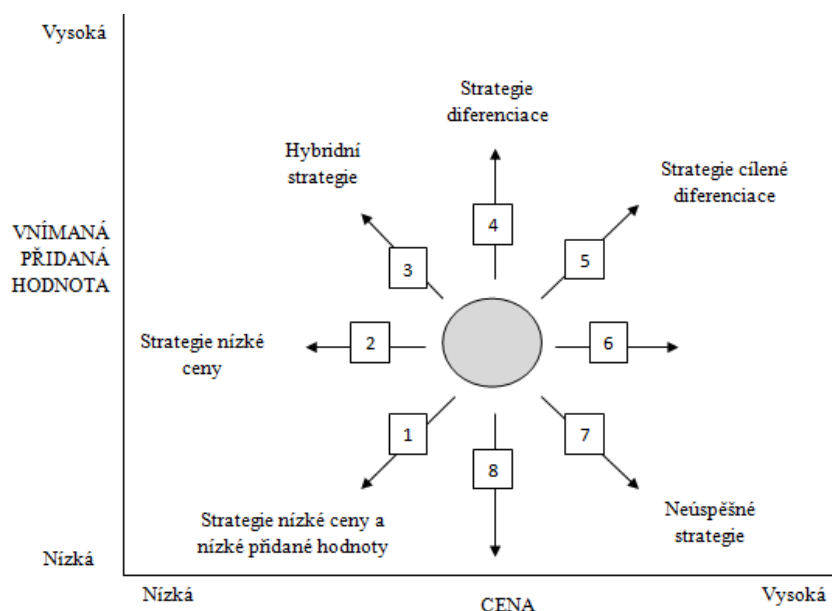 Vysoká
Strategie
diferenciace
Hybridní
strategie
Strategie cílené
diferenciace
VNÍMANÁ
PŘIDANÁ
HODNOTA
4
3
5
Strategie nízké
ceny
2
6
1
7
8
Strategie nízké ceny a
nízké přidané hodnoty
Neúspěšné
strategie
Nízká
Nízká
CENA
Vysoká